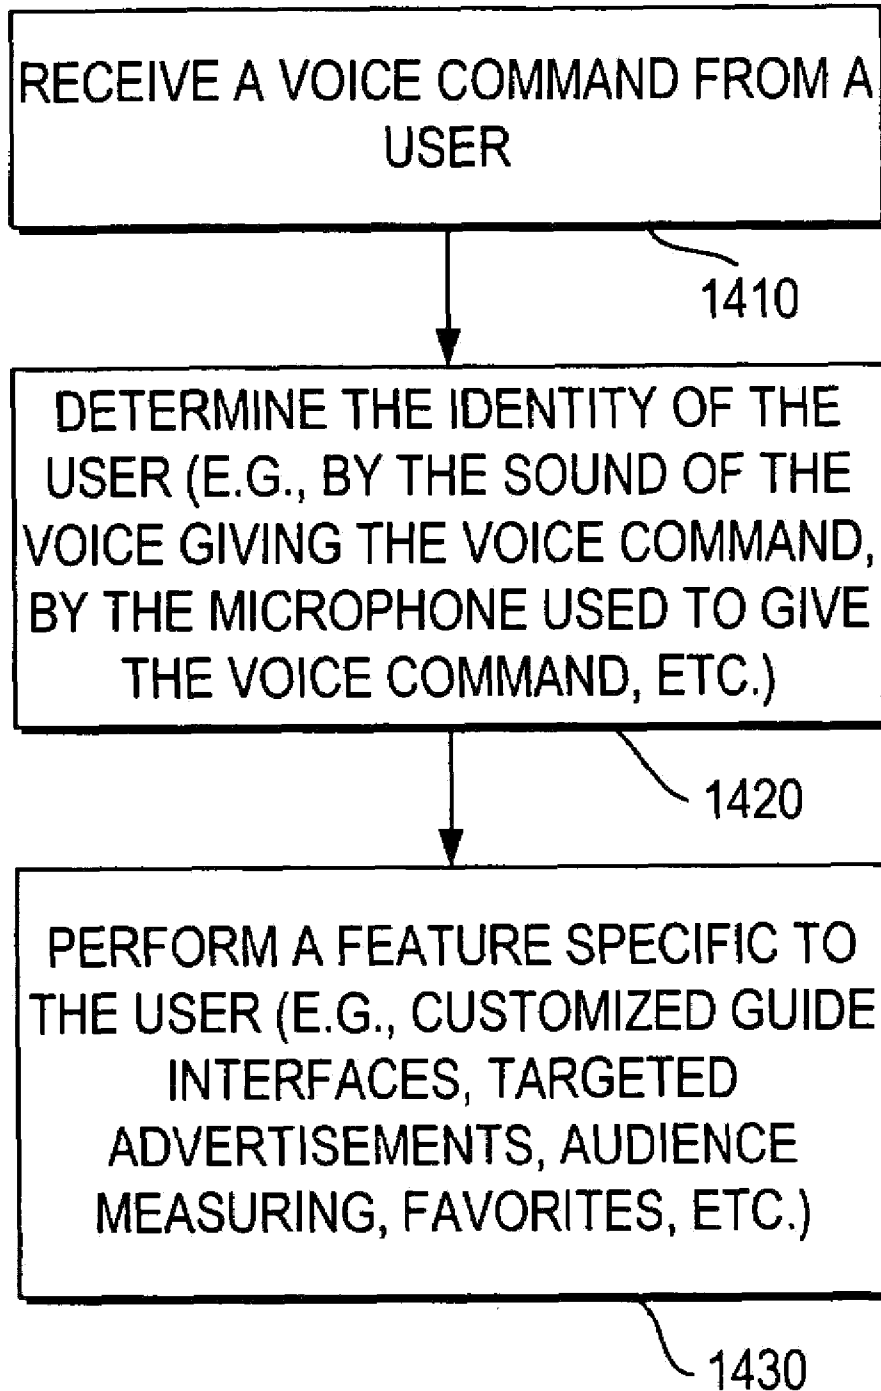 RECEIVE A VOICE COMMAND FROM A
USER
1410
DETERMINE THE IDENTITY OF THE
USER (E.G., BY THE SOUND OF THE
VOICE GIVING THE VOICE COMMAND,
BY THE MICROPHONE USED TO GIVE
THE VOICE COMMAND, ETC.)
1420
PERFORM A FEATURE SPECIFIC TO
THE USER (E.G., CUSTOMIZED GUIDE
INTERFACES, TARGETED
ADVERTISEMENTS, AUDIENCE
MEASURING, FAVORITES, ETC.)
1430